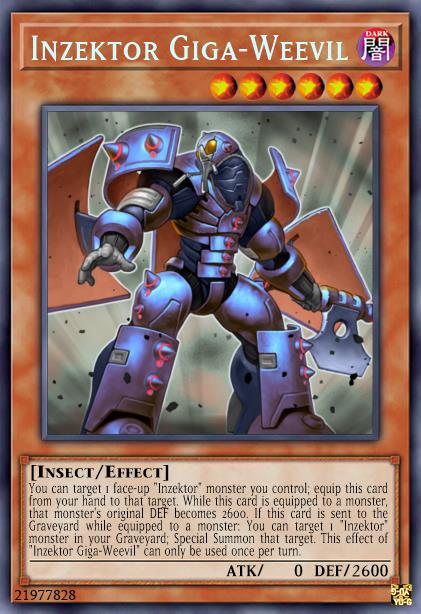 Inzektor Giga-Weevil
DARK
闇
[Insect/Effect]
You can target 1 face-up "Inzektor" monster you control; equip this card
from your hand to that target. While this card is equipped to a monster,
that monster's original DEF becomes 2600. If this card is sent to the
Graveyard while equipped to a monster: You can target 1 "Inzektor"
monster in your Graveyard; Special Summon that target. This effect of
"Inzektor Giga-Weevil" can only be used once per turn.
ATK/ 0 DEF/2600
21977828